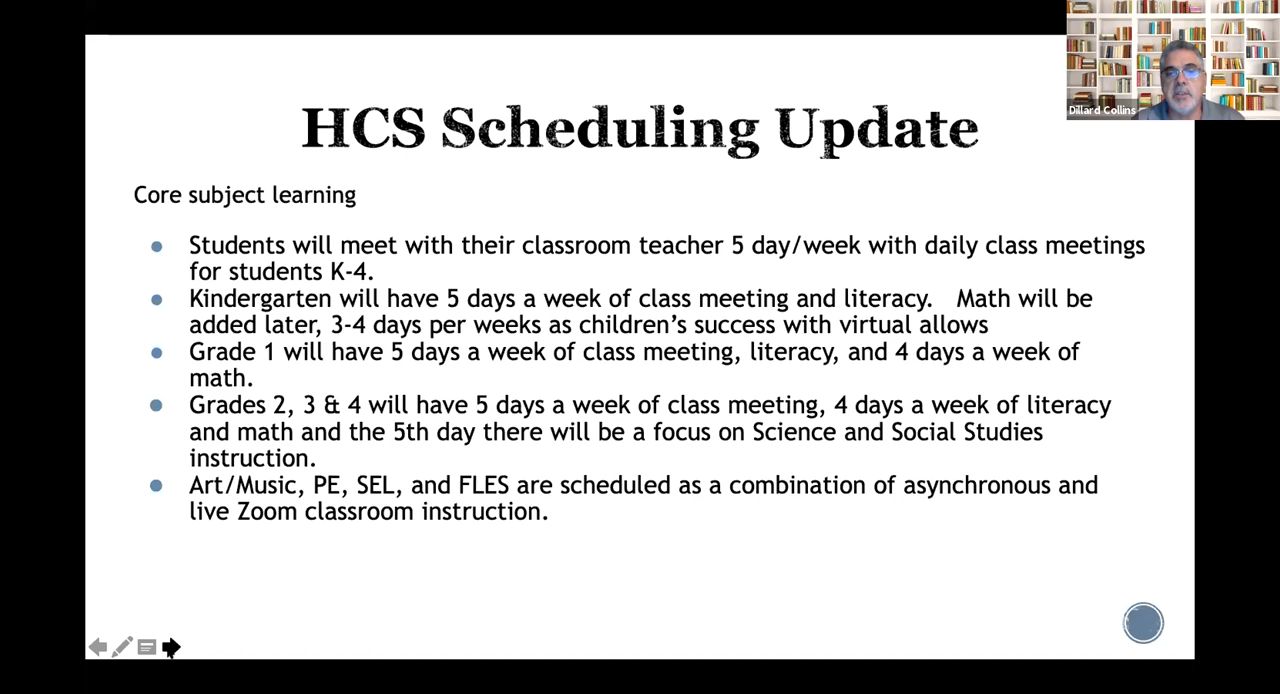 Dillard Collins
HCS Scheduling Update
Core subject learning
Students will meet with their classroom teacher 5 day/week with daily class meetings
for students K-4.
Kindergarten will have 5 days a week of class meeting and literacy.   Math will be
added later, 3-4 days per weeks as children’s success with virtual allows
Grade 1 will have 5 days a week of class meeting, literacy, and 4 days a week of
math.
Grades 2, 3 & 4 will have 5 days a week of class meeting, 4 days a week of literacy
and math and the 5th day there will be a focus on Science and Social Studies
instruction.
Art/Music, PE, SEL, and FLES are scheduled as a combination of asynchronous and
live Zoom classroom instruction.